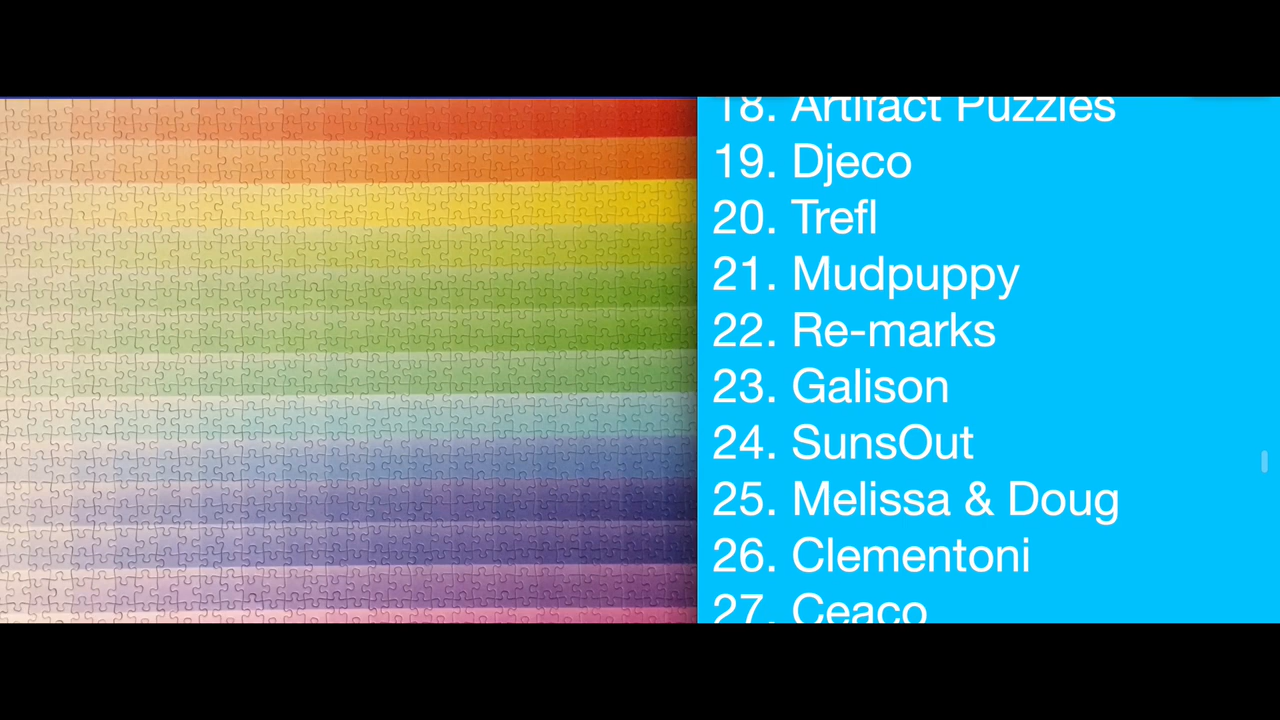 18. Artifact Puzzles
19. Djeco
20. Trefl
21. Mudpuppy
22. Re-marks
23. Galison
24. SunsOut
25. Melissa & Doug
26. Clementoni
27. Ceaco